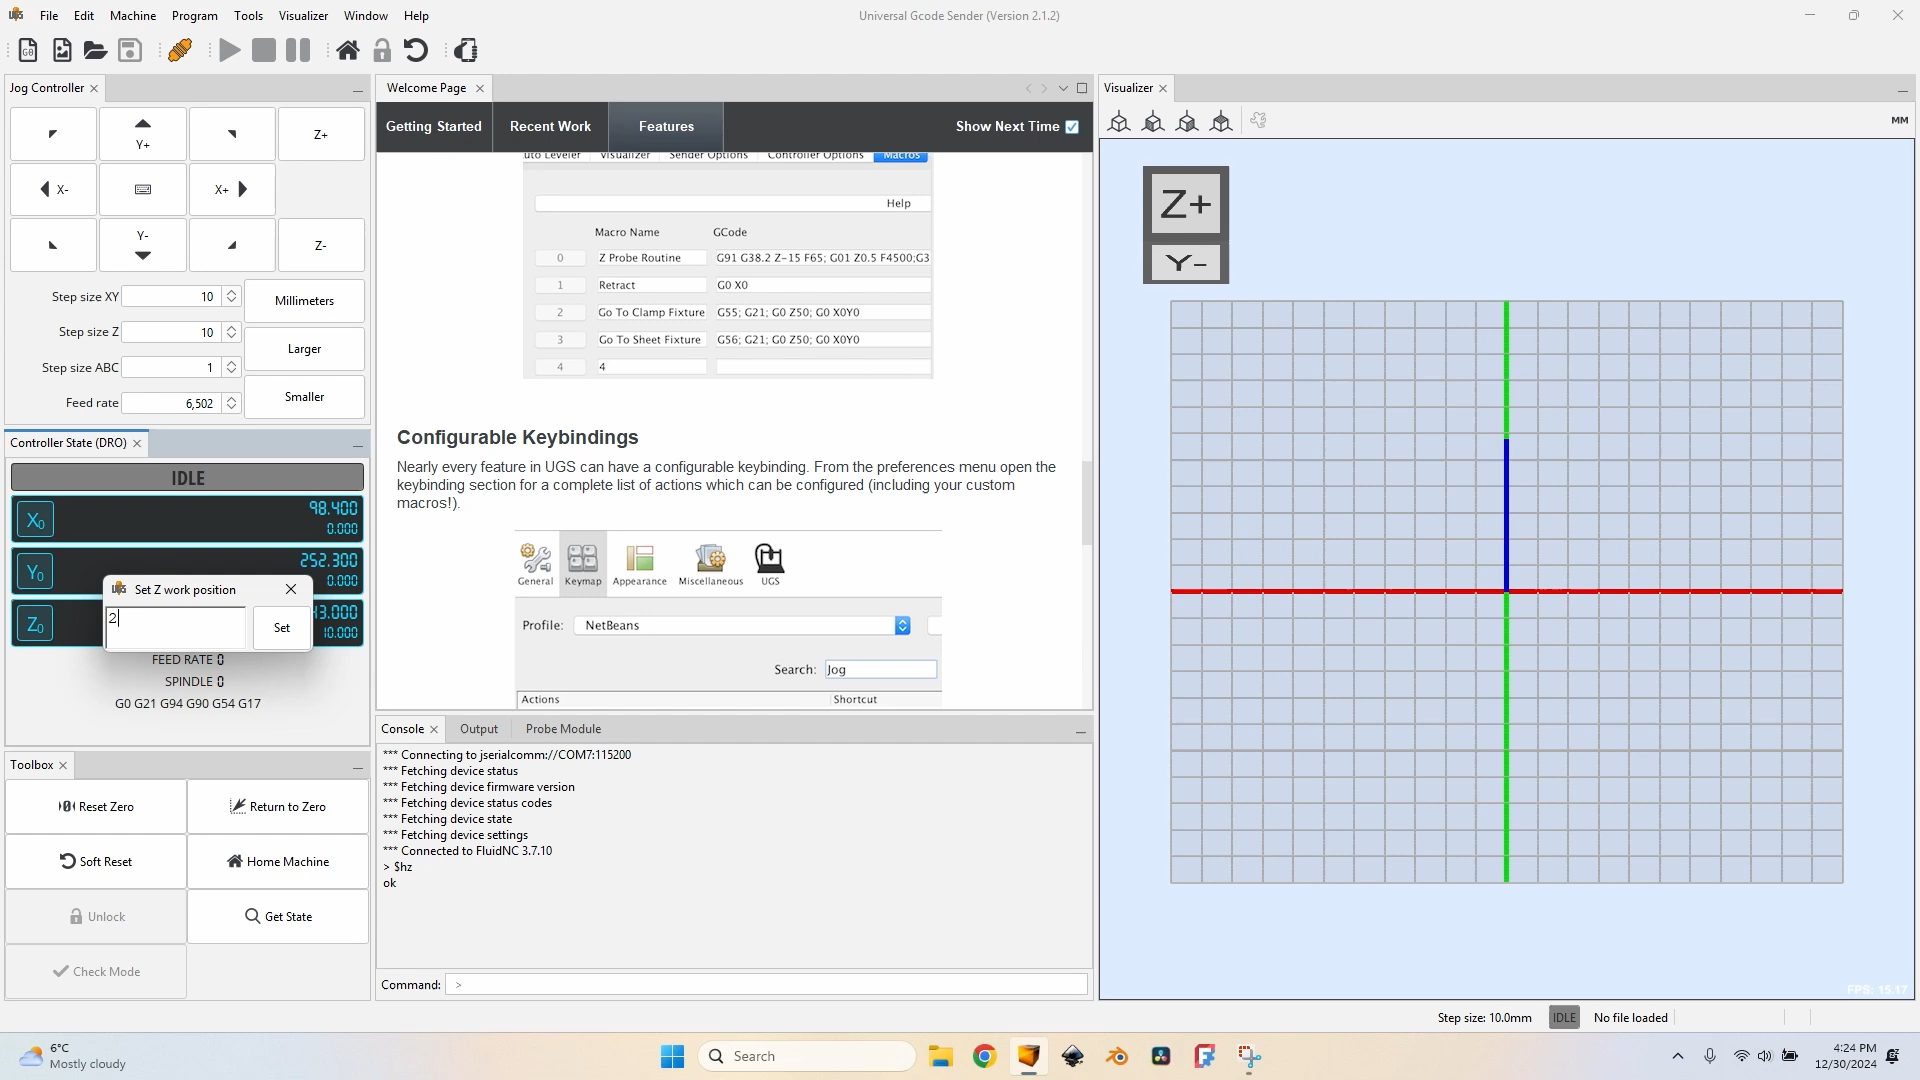 File Edit Machine Program Tools Visualizer Window Help
Universal Gcode Sender (Version 2.1.2)
Jog Controller
Y+
Z+
X-
X+
Y-
Z-
Step size XY 10
Millimeters
Step size Z 10
Larger
Step size ABC 1
Smaller
Feed rate 6,502
Controller State (DRO)
IDLE
X0 98.400
0.000
Y0 252.300
0.000
Z0 3.000
10.000
Set Z work position
2
Set
FEED RATE 0
SPINDLE 0
G0 G21 G94 G90 G54 G17
Toolbox
Reset Zero
Return to Zero
Soft Reset
Home Machine
Unlock
Get State
Check Mode
Welcome Page
Getting Started
Recent Work
Features
Show Next Time
uto Leveler Visualizer Sender Options Controller Options Macros
Help
Macro Name GCode
0 Z Probe Routine G91 G38.2 Z-15 F65; G01 Z0.5 F4500;G3
1 Retract G0 X0
2 Go To Clamp Fixture G55; G21; G0 Z50; G0 X0Y0
3 Go To Sheet Fixture G56; G21; G0 Z50; G0 X0Y0
4 4
Configurable Keybindings
Nearly every feature in UGS can have a configurable keybinding. From the preferences menu open the
keybinding section for a complete list of actions which can be configured (including your custom
macros!).
General Keymap Appearance Miscellaneous UGS
Profile: NetBeans
Search: Jog
Actions Shortcut
Console Output Probe Module
*** Connecting to jserialcomm://COM7:115200
*** Fetching device status
*** Fetching device firmware version
*** Fetching device status codes
*** Fetching device state
*** Fetching device settings
*** Connected to FluidNC 3.7.10
> $hz
ok
Command: >
Visualizer
MM
Z+
Y-
FPS: 15.17
Step size: 10.0mm IDLE No file loaded
6°C
Mostly cloudy
Search
4:24 PM
12/30/2024